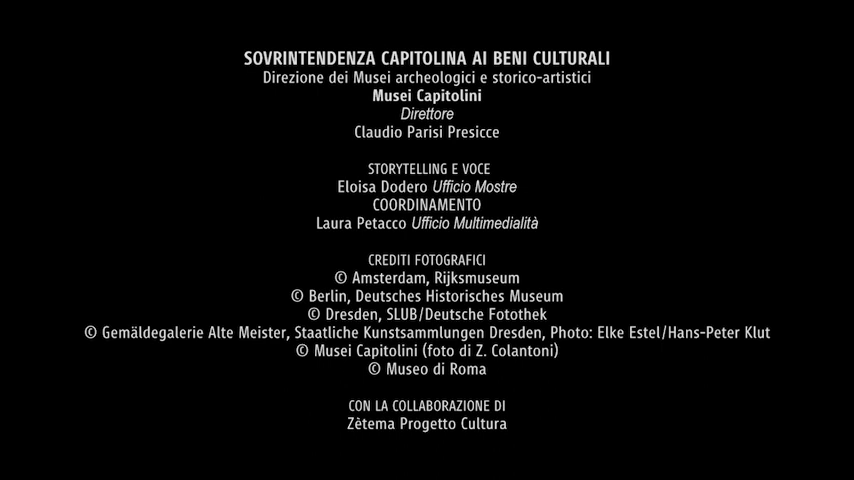 SOVRINTENDENZA CAPITOLINA AI BENI CULTURALI
Direzione dei Musei archeologici e storico-artistici
Musei Capitolini
Direttore
Claudio Parisi Presicce
STORYTELLING E VOCE
Eloisa Dodero Ufficio Mostre
COORDINAMENTO
Laura Petacco Ufficio Multimedialità
CREDITI FOTOGRAFICI
© Amsterdam, Rijksmuseum
© Berlin, Deutsches Historisches Museum
© Dresden, SLUB/Deutsche Fotothek
© Gemäldegalerie Alte Meister, Staatliche Kunstsammlungen Dresden, Photo: Elke Estel/Hans-Peter Klut
© Musei Capitolini (foto di Z. Colantoni)
© Museo di Roma
CON LA COLLABORAZIONE DI
Zètema Progetto Cultura